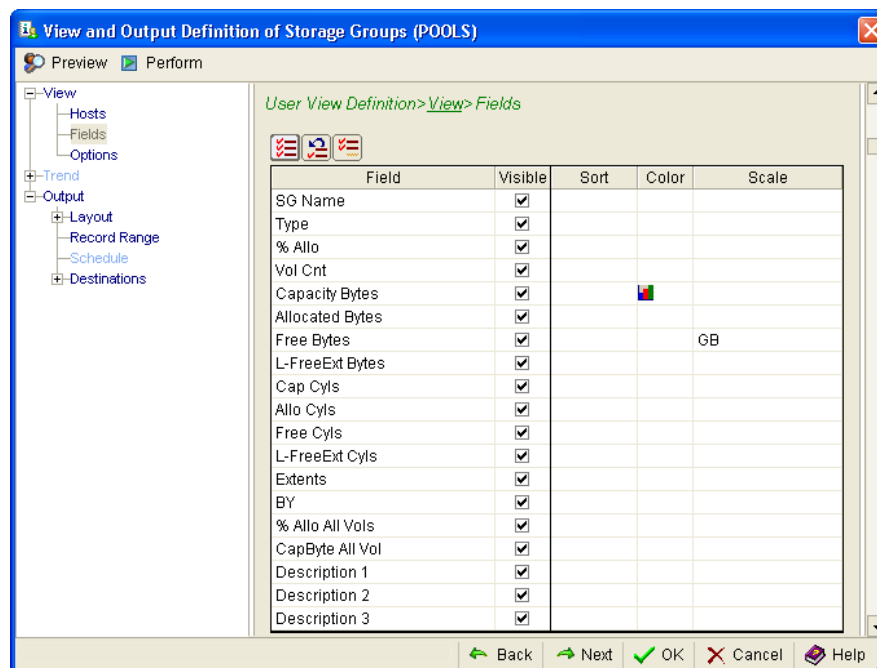 View and Output Definition of Storage Groups (POOLS)
Preview Perform
View
Hosts
Fields
Options
Trend
Output
Layout
Record Range
Schedule
Destinations
User View Definition> View> Fields
Field Visible Sort Color Scale
SG Name
Type
% Allo
Vol Cnt
Capacity Bytes
Allocated Bytes
Free Bytes GB
L-FreeExt Bytes
Cap Cyls
Allo Cyls
Free Cyls
L-FreeExt Cyls
Extents
BY
% Allo All Vols
CapByte All Vol
Description 1
Description 2
Description 3
Back Next OK Cancel Help